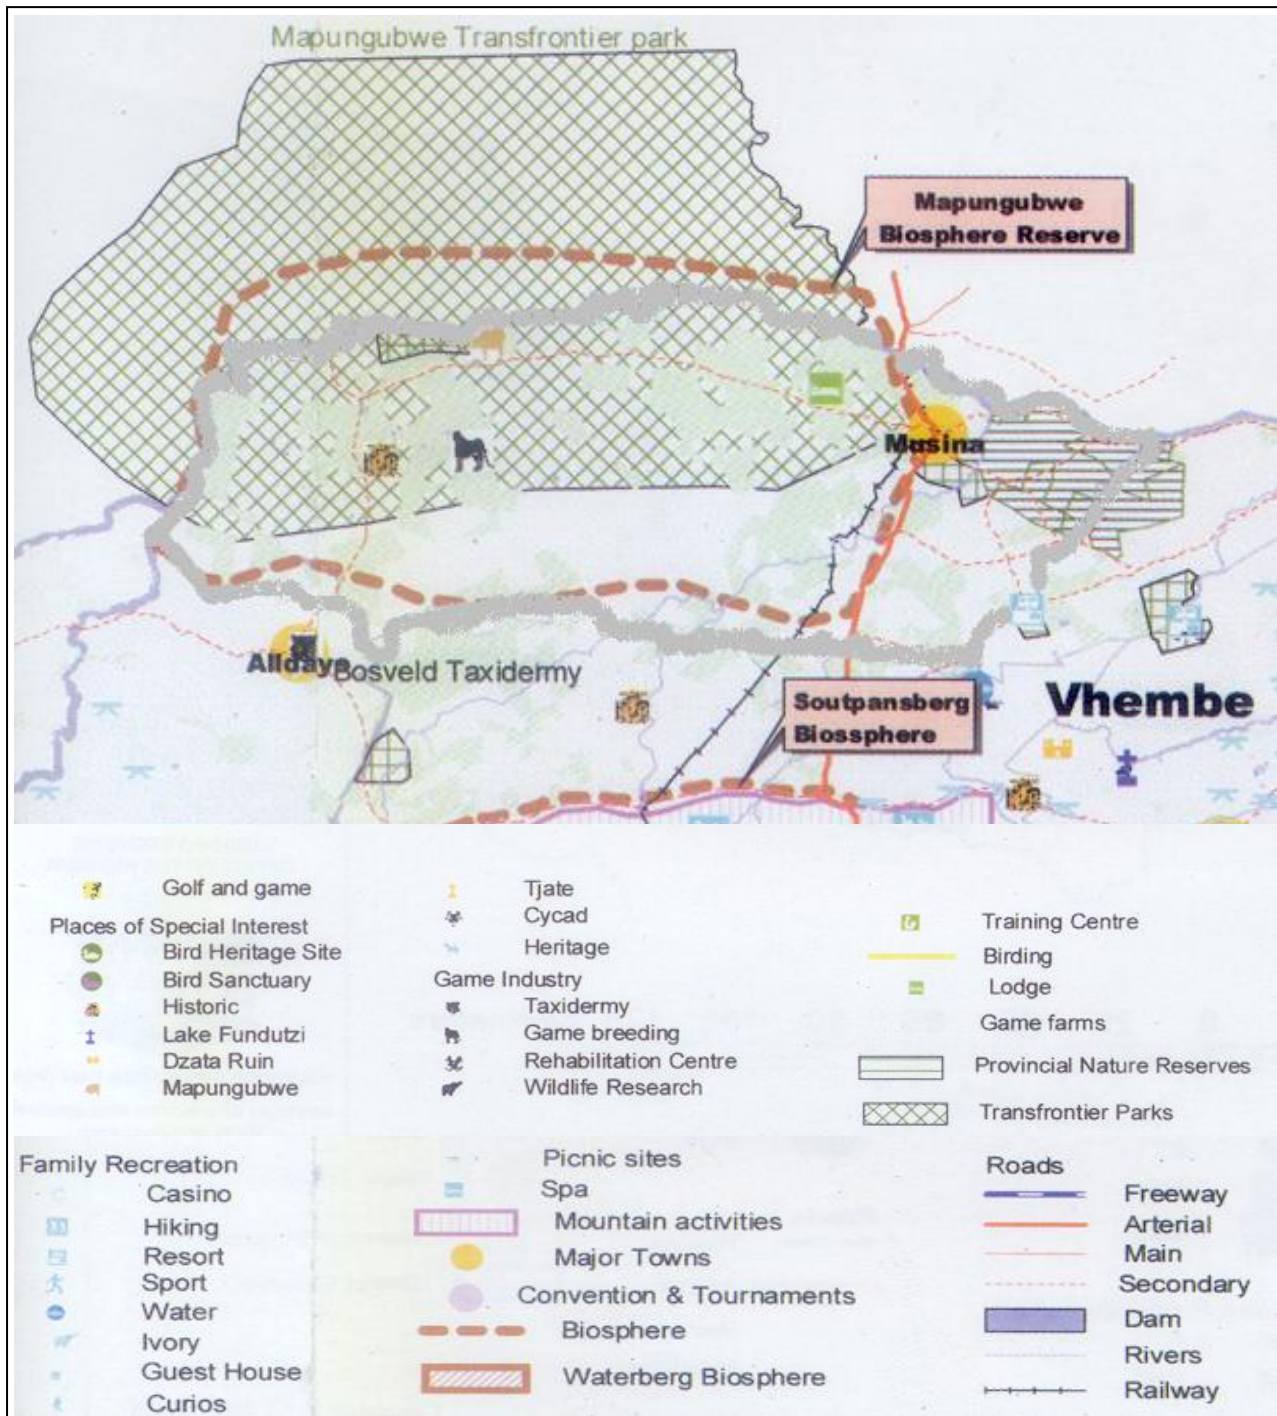 Mapungubwe Transfrontier park
Mapungubwe
Biosphere Reserve
Musina
Alldays
Bosveld Taxidermy
Soutpansberg
Biossphere
Vhembe
Golf and game
Places of Special Interest
Bird Heritage Site
Bird Sanctuary
Historic
Lake Fundutzi
Dzata Ruin
Mapungubwe
Tjate
Cycad
Heritage
Game Industry
Taxidermy
Game breeding
Rehabilitation Centre
Wildlife Research
Training Centre
Birding
Lodge
Game farms
Provincial Nature Reserves
Transfrontier Parks
Family Recreation
Casino
Hiking
Resort
Sport
Water
Ivory
Guest House
Curios
Picnic sites
Spa
Mountain activities
Major Towns
Convention & Tournaments
Biosphere
Waterberg Biosphere
Roads
Freeway
Arterial
Main
Secondary
Dam
Rivers
Railway